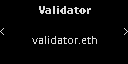 Validator
< validator.eth >